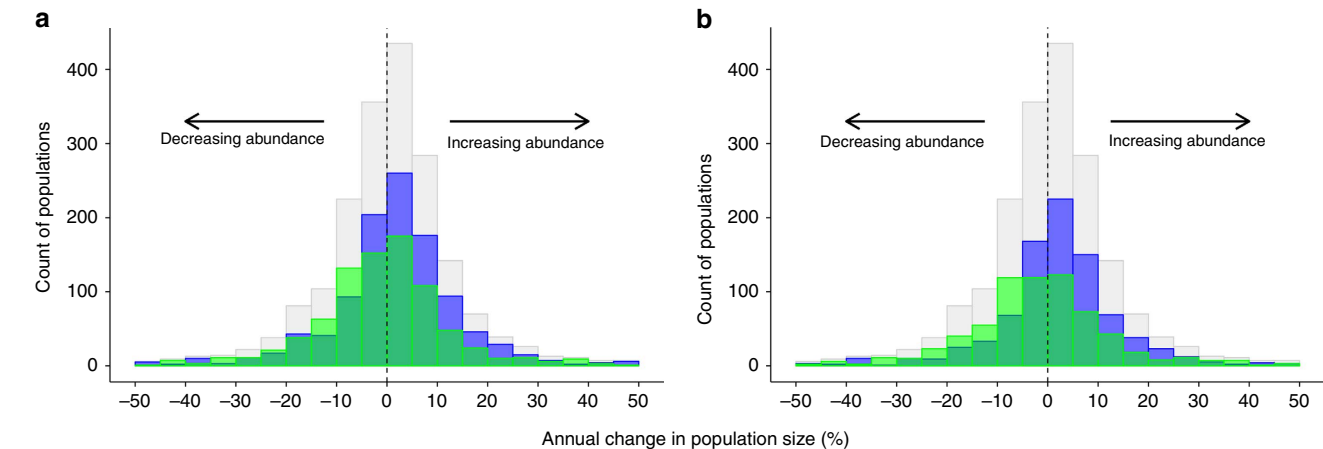 a
Count of populations
400
300
200
100
0
Decreasing abundance
Increasing abundance
–50 –40 –30 –20 –10 0 10 20 30 40 50
b
Count of populations
400
300
200
100
0
Decreasing abundance
Increasing abundance
–50 –40 –30 –20 –10 0 10 20 30 40 50
Annual change in population size (%)